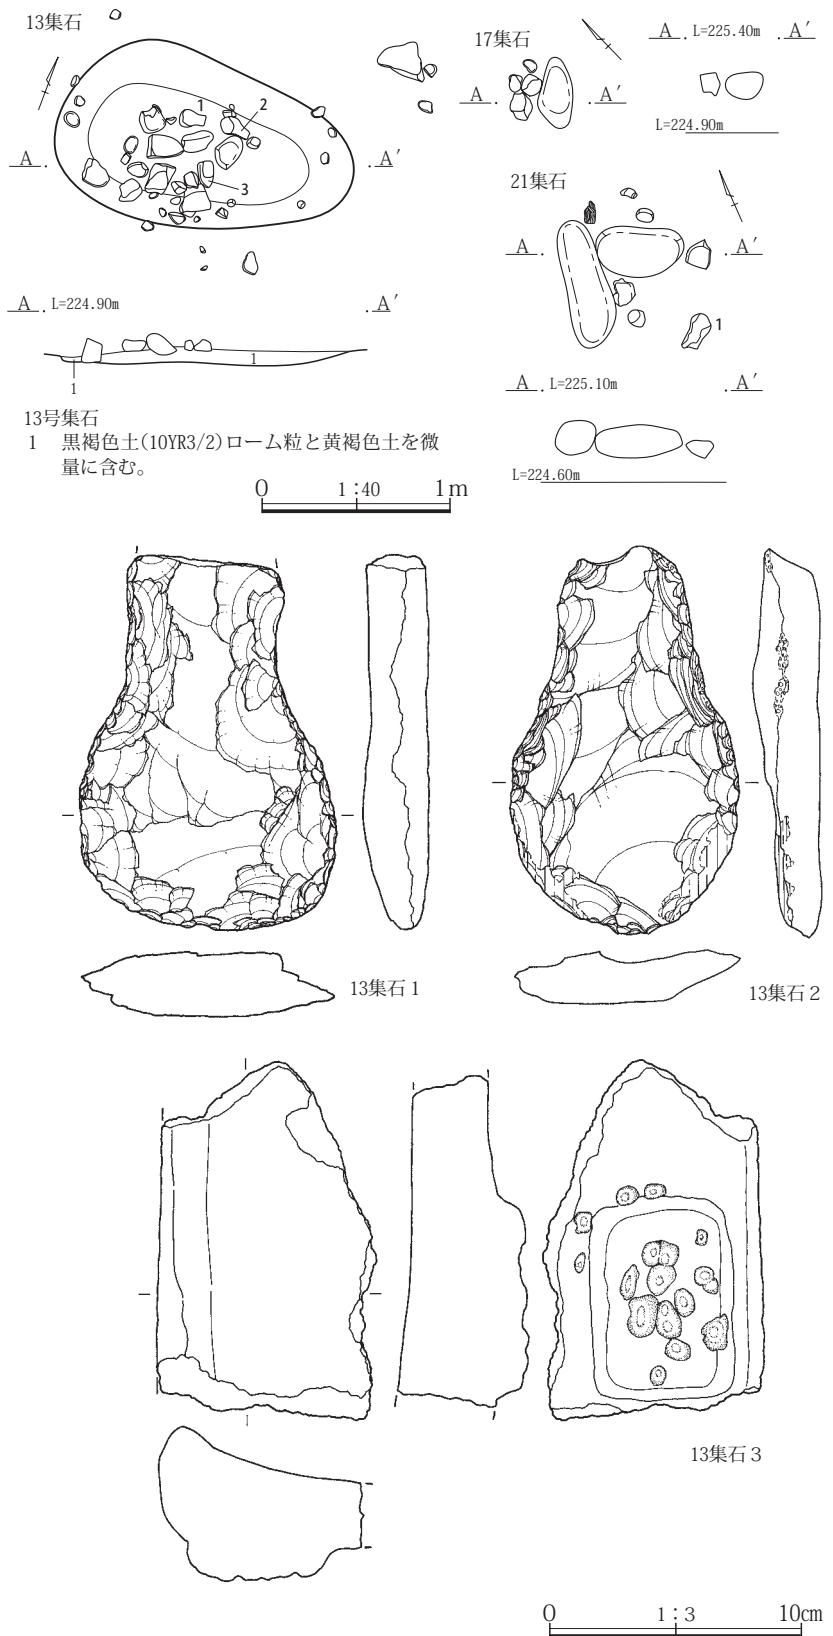 13集石
1
2
3
A . . A′
A . L=224.90m . A′
1
1
17集石
A . . A′
A . L=225.40m . A′
L=224.90m
21集石
A . . A′
1
A . L=225.10m . A′
L=224.60m
13号集石
1 黒褐色土(10YR3/2)ローム粒と黄褐色土を微
量に含む。
0 1:40 1m
13集石1
13集石2
13集石3
0 1:3 10cm